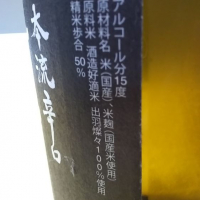 アルコール分15度
原材料名 米(国産)、米麹(国産米使用)
原料米 酒造好適米 出羽燦々100%使用
精米歩合 50%
本流辛口